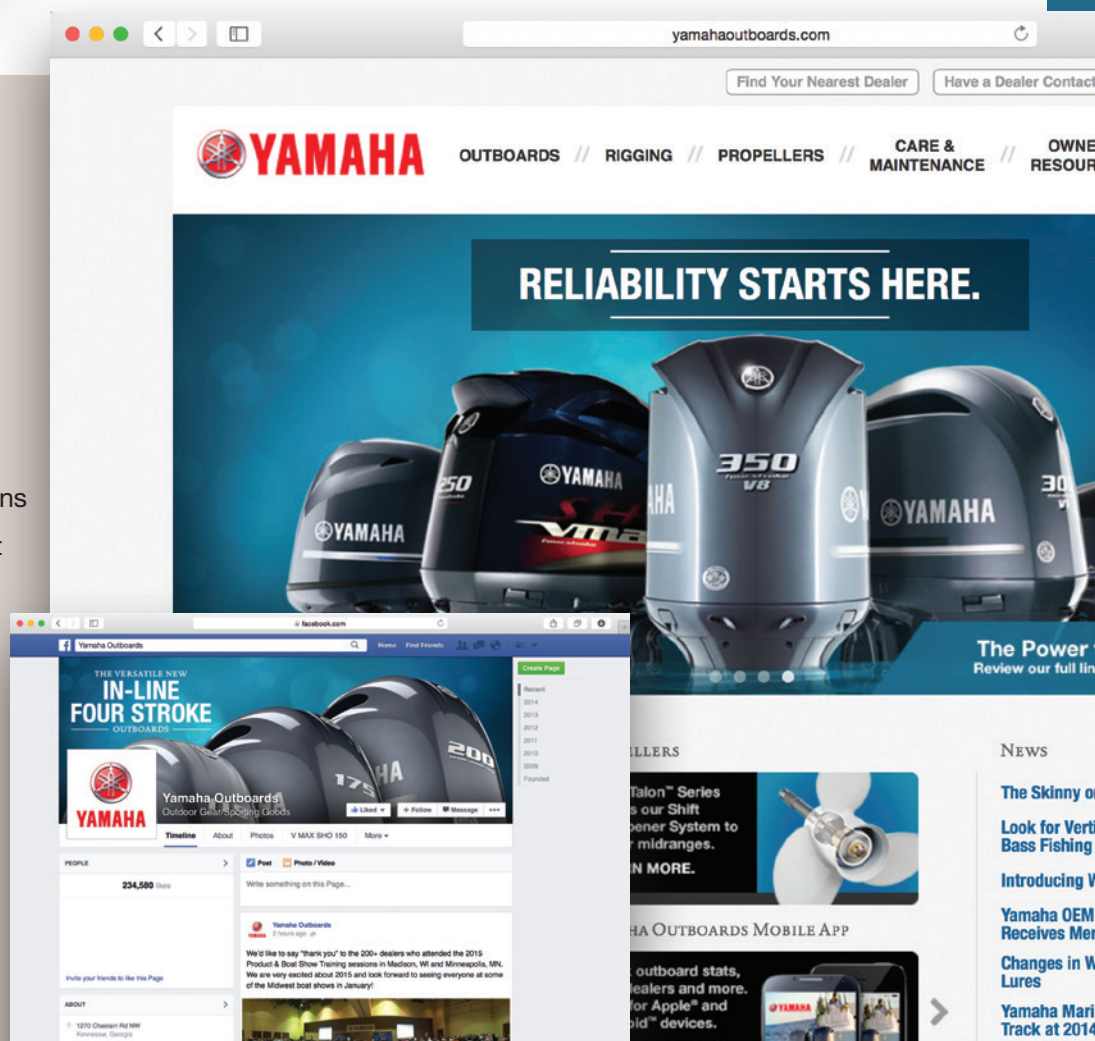 yamahaoutboards.com
Find Your Nearest Dealer
Have a Dealer Contact
YAMAHA
OUTBOARDS // RIGGING // PROPELLERS // CARE & MAINTENANCE // OWNE
RESOUR
RELIABILITY STARTS HERE.
YAMAHA
250
YAMAHA
SH
Vma
four stroke
AHA
350
four stroke
V8
YAMAHA
30
V
ns
t
The Power
Review our full lin
facebook.com
Yamaha Outboards
Home Find Friends
Create Page
Recent
2014
2013
2012
2011
2010
2009
Founded
THE VERSATILE NEW
IN-LINE
FOUR STROKE
OUTBOARDS
175
HA
200
YAMAHA
Yamaha Outboards
Outdoor Gear/Sporting Goods
Liked + Follow Message •••
Timeline About Photos V MAX SHO 150 More
PEOPLE
234,580 likes
Invite your friends to like this Page
ABOUT
1270 Chastain Rd NW
Kennesaw, Georgia
Post Photo / Video
Write something on this Page...
Yamaha Outboards
2 hours ago
We'd like to say "thank you" to the 200+ dealers who attended the 2015
Product & Boat Show Training sessions in Madison, WI and Minneapolis, MN.
We are very excited about 2015 and look forward to seeing everyone at some
of the Midwest boat shows in January!
LLERS
Talon™ Series
s our Shift
pener System to
r midranges.
N MORE.
HA OUTBOARDS MOBILE APP
outboard stats,
ealers and more.
for Apple® and
oid™ devices.
YAMAHA
NEWS
The Skinny o
Look for Verti
Bass Fishing
Introducing W
Yamaha OEM
Receives Mer
Changes in W
Lures
Yamaha Mari
Track at 2014